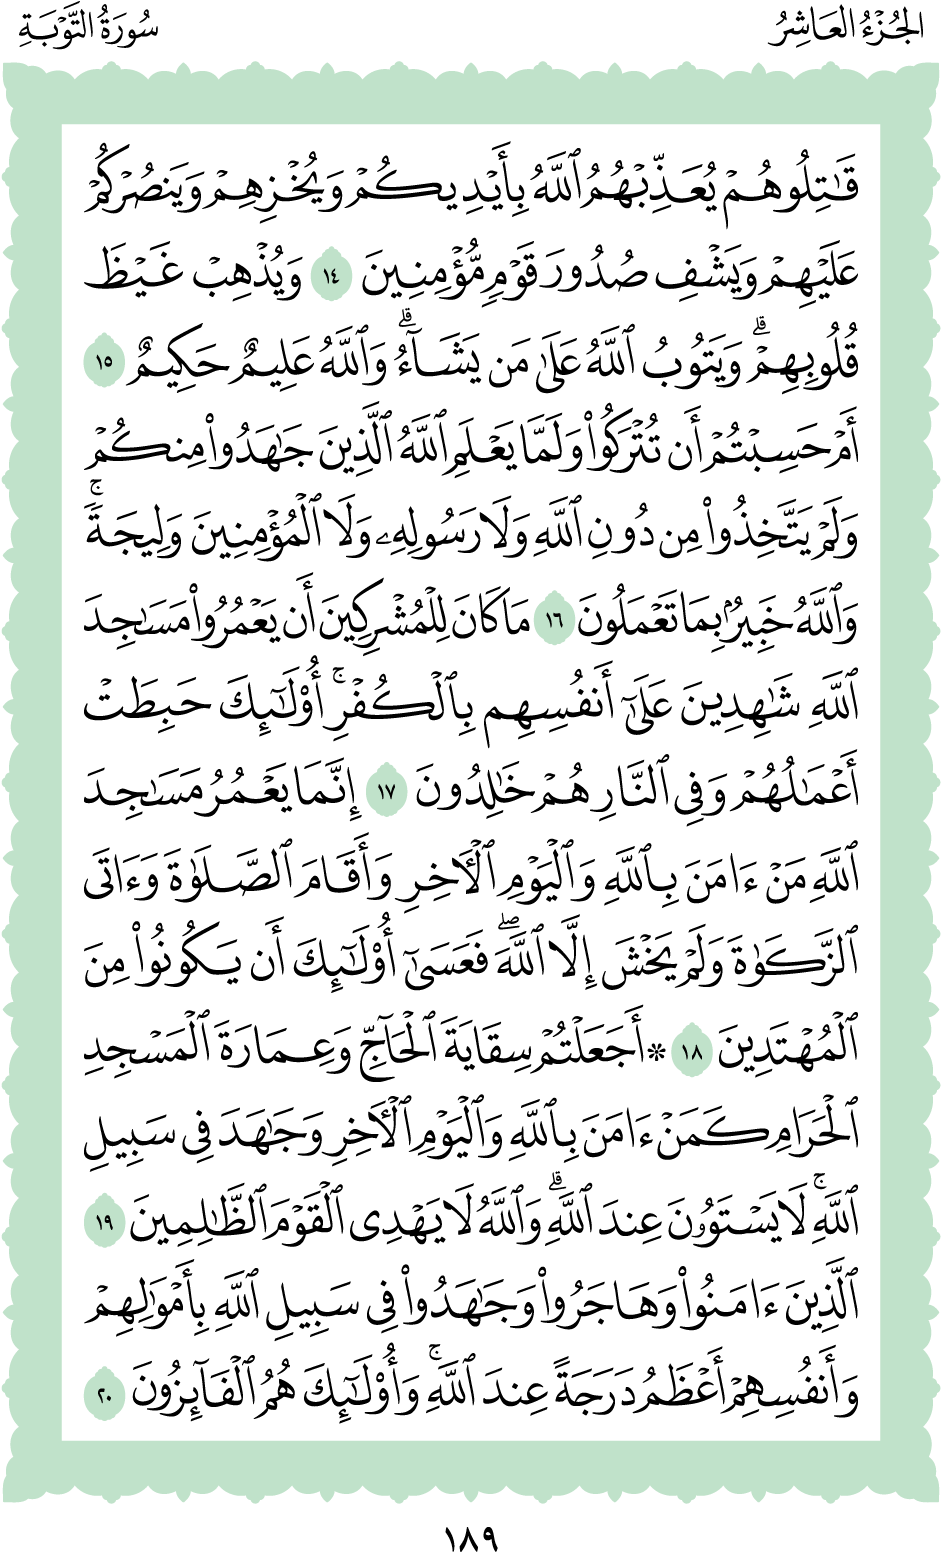 الجُزْءُ العَاشِرُ
سُورَةُ التَّوْبَةِ
قَٰتِلُوهُمْ يُعَذِّبْهُمُ ٱللَّهُ بِأَيْدِيكُمْ وَيُخْزِهِمْ وَيَنصُرْكُمْ
عَلَيْهِمْ وَيَشْفِ صُدُورَ قَوْمٍ مُّؤْمِنِينَ ١٤ وَيُذْهِبْ غَيْظَ
قُلُوبِهِمْۗ وَيَتُوبُ ٱللَّهُ عَلَىٰ مَن يَشَآءُۗ وَٱللَّهُ عَلِيمٌ حَكِيمٌ ١٥
أَمْ حَسِبْتُمْ أَن تُتْرَكُوا۟ وَلَمَّا يَعْلَمِ ٱللَّهُ ٱلَّذِينَ جَٰهَدُوا۟ مِنكُمْ
وَلَمْ يَتَّخِذُوا۟ مِن دُونِ ٱللَّهِ وَلَا رَسُولِهِۦ وَلَا ٱلْمُؤْمِنِينَ وَلِيجَةًۚ
وَٱللَّهُ خَبِيرٌۢ بِمَا تَعْمَلُونَ ١٦ مَا كَانَ لِلْمُشْرِكِينَ أَن يَعْمُرُوا۟ مَسَٰجِدَ
ٱللَّهِ شَٰهِدِينَ عَلَىٰٓ أَنفُسِهِم بِٱلْكُفْرِۚ أُو۟لَٰٓئِكَ حَبِطَتْ
أَعْمَٰلُهُمْ وَفِى ٱلنَّارِ هُمْ خَٰلِدُونَ ١٧ إِنَّمَا يَعْمُرُ مَسَٰجِدَ
ٱللَّهِ مَنْ ءَامَنَ بِٱللَّهِ وَٱلْيَوْمِ ٱلْءَاخِرِ وَأَقَامَ ٱلصَّلَوٰةَ وَءَاتَى
ٱلزَّكَوٰةَ وَلَمْ يَخْشَ إِلَّا ٱللَّهَۖ فَعَسَىٰٓ أُو۟لَٰٓئِكَ أَن يَكُونُوا۟ مِنَ
ٱلْمُهْتَدِينَ ١٨ ۞ أَجَعَلْتُمْ سِقَايَةَ ٱلْحَآجِّ وَعِمَارَةَ ٱلْمَسْجِدِ
ٱلْحَرَامِ كَمَنْ ءَامَنَ بِٱللَّهِ وَٱلْيَوْمِ ٱلْءَاخِرِ وَجَٰهَدَ فِى سَبِيلِ
ٱللَّهِۚ لَا يَسْتَوُۥنَ عِندَ ٱللَّهِۗ وَٱللَّهُ لَا يَهْدِى ٱلْقَوْمَ ٱلظَّٰلِمِينَ ١٩
ٱلَّذِينَ ءَامَنُوا۟ وَهَاجَرُوا۟ وَجَٰهَدُوا۟ فِى سَبِيلِ ٱللَّهِ بِأَمْوَٰلِهِمْ
وَأَنفُسِهِمْ أَعْظَمُ دَرَجَةً عِندَ ٱللَّهِۚ وَأُو۟لَٰٓئِكَ هُمُ ٱلْفَآئِزُونَ ٢٠
١٨٩